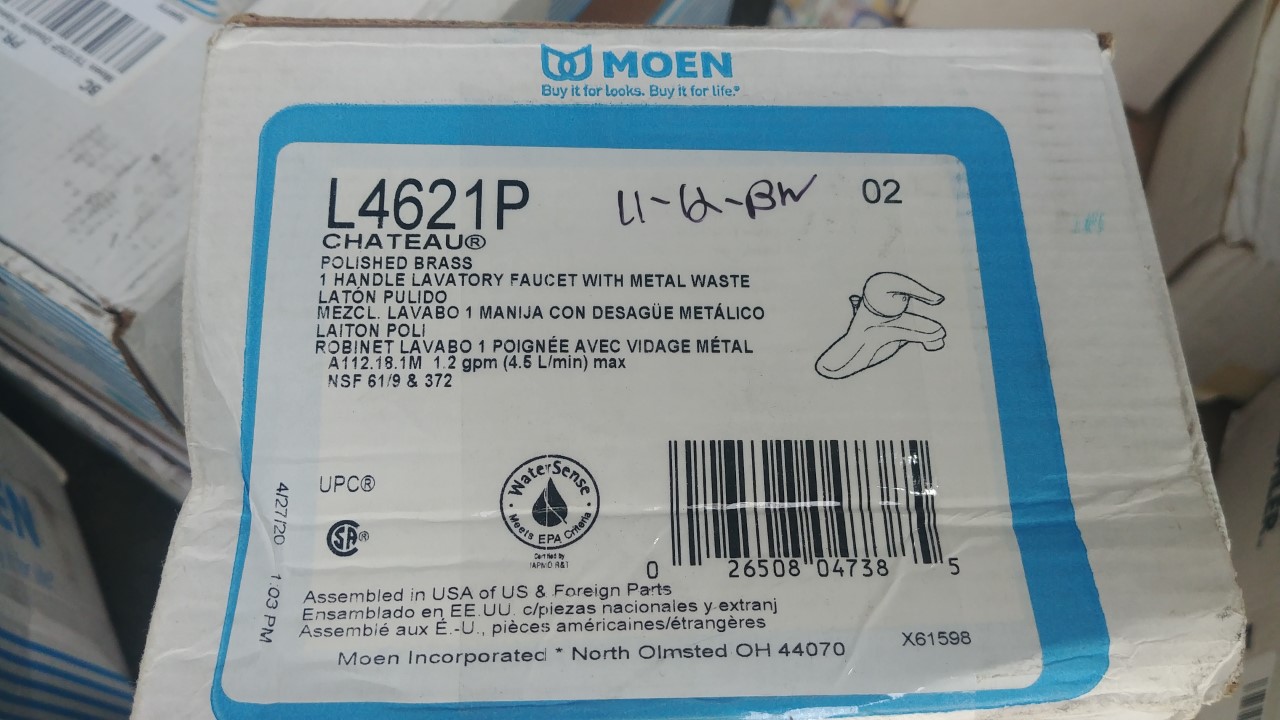 MOEN
Buy it for looks. Buy it for life.®
L4621P
02
CHATEAU®
POLISHED BRASS
1 HANDLE LAVATORY FAUCET WITH METAL WASTE
LATÓN PULIDO
MEZCL. LAVABO 1 MANIJA CON DESAGÜE METÁLICO
LAITON POLI
ROBINET LAVABO 1 POIGNÉE AVEC VIDAGE MÉTAL
A112.18.1M 1.2 gpm (4.5 L/min) max
NSF 61/9 & 372
UPC®
SA®
WaterSense
Meets EPA Criteria
Certified by
IAPMO R&T
0 26508 04738 5
4/27/20 1:03 PM
Assembled in USA of US & Foreign Parts
Ensamblado en EE.UU. c/piezas nacionales y extranj
Assemblé aux É.-U., pièces américaines/étrangères
Moen Incorporated * North Olmsted OH 44070
X61598